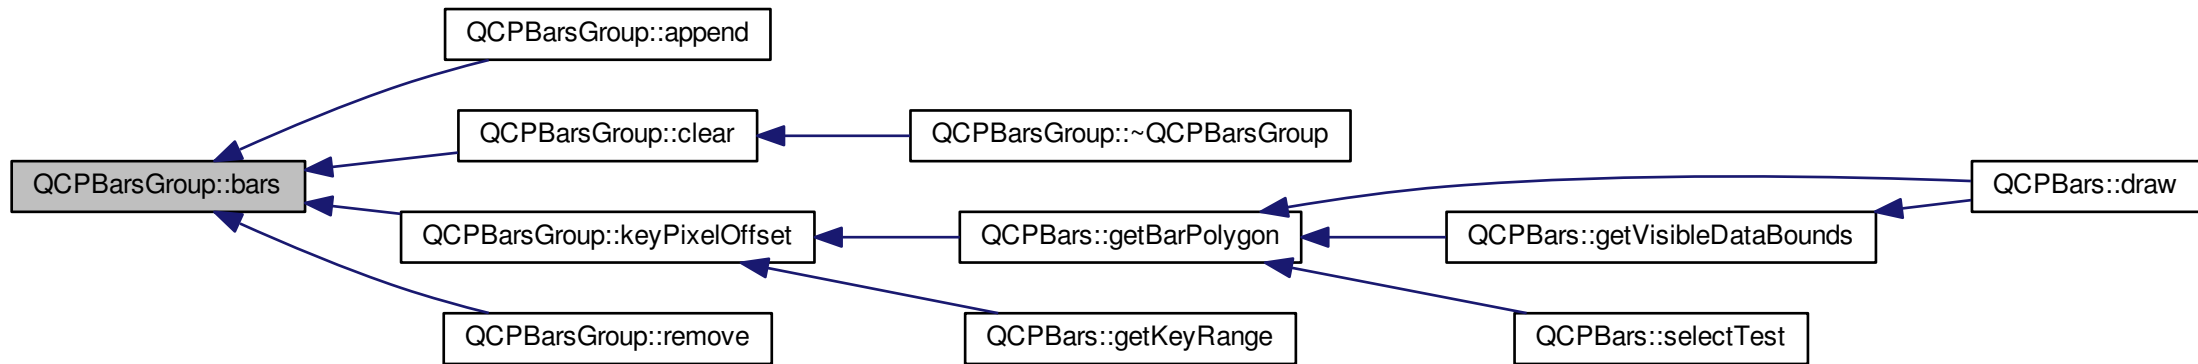 QCPBarsGroup::append
QCPBarsGroup::clear
QCPBarsGroup::~QCPBarsGroup
QCPBarsGroup::bars
QCPBars::draw
QCPBarsGroup::keyPixelOffset
QCPBars::getBarPolygon
QCPBars::getVisibleDataBounds
QCPBarsGroup::remove
QCPBars::getKeyRange
QCPBars::selectTest